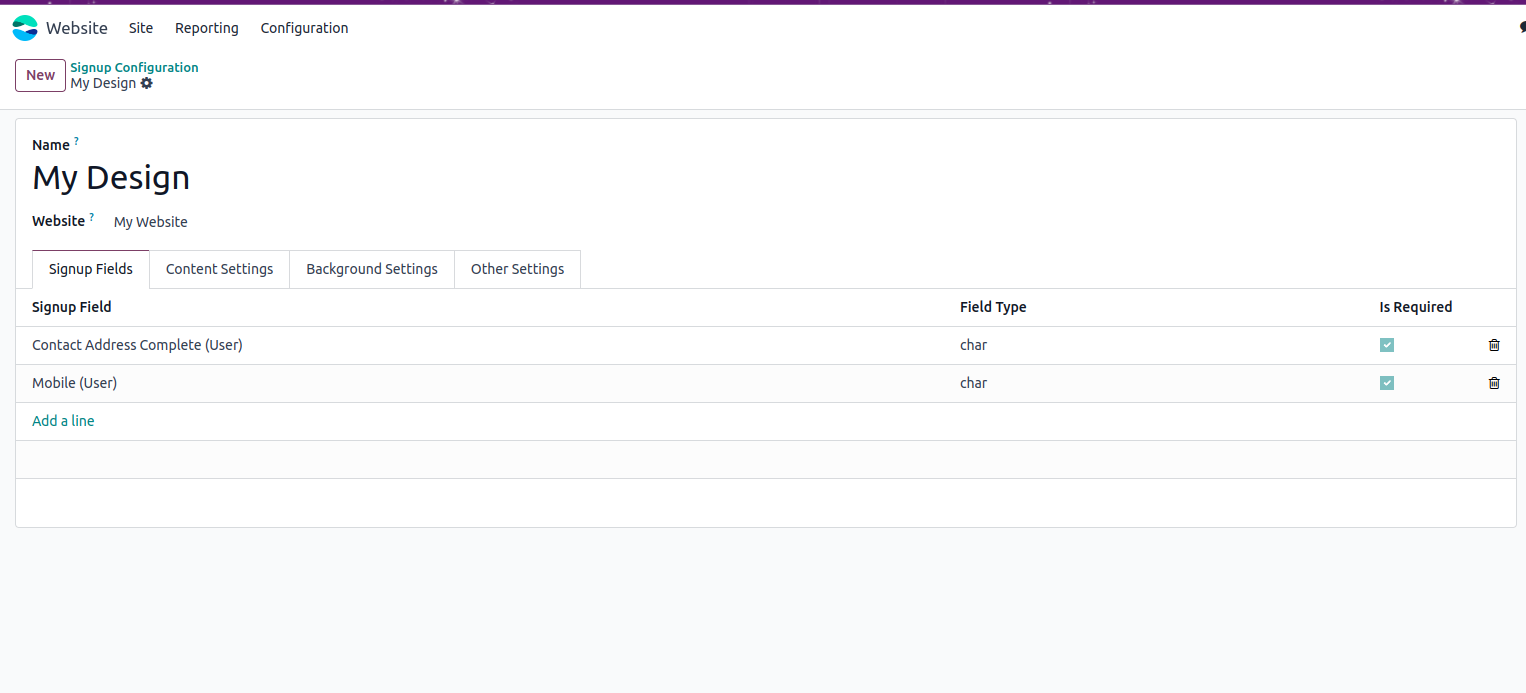 Website Site Reporting Configuration
New Signup Configuration
My Design
Name ?
My Design
Website ? My Website
Signup Fields Content Settings Background Settings Other Settings
Signup Field Field Type Is Required
Contact Address Complete (User) char
Mobile (User) char
Add a line